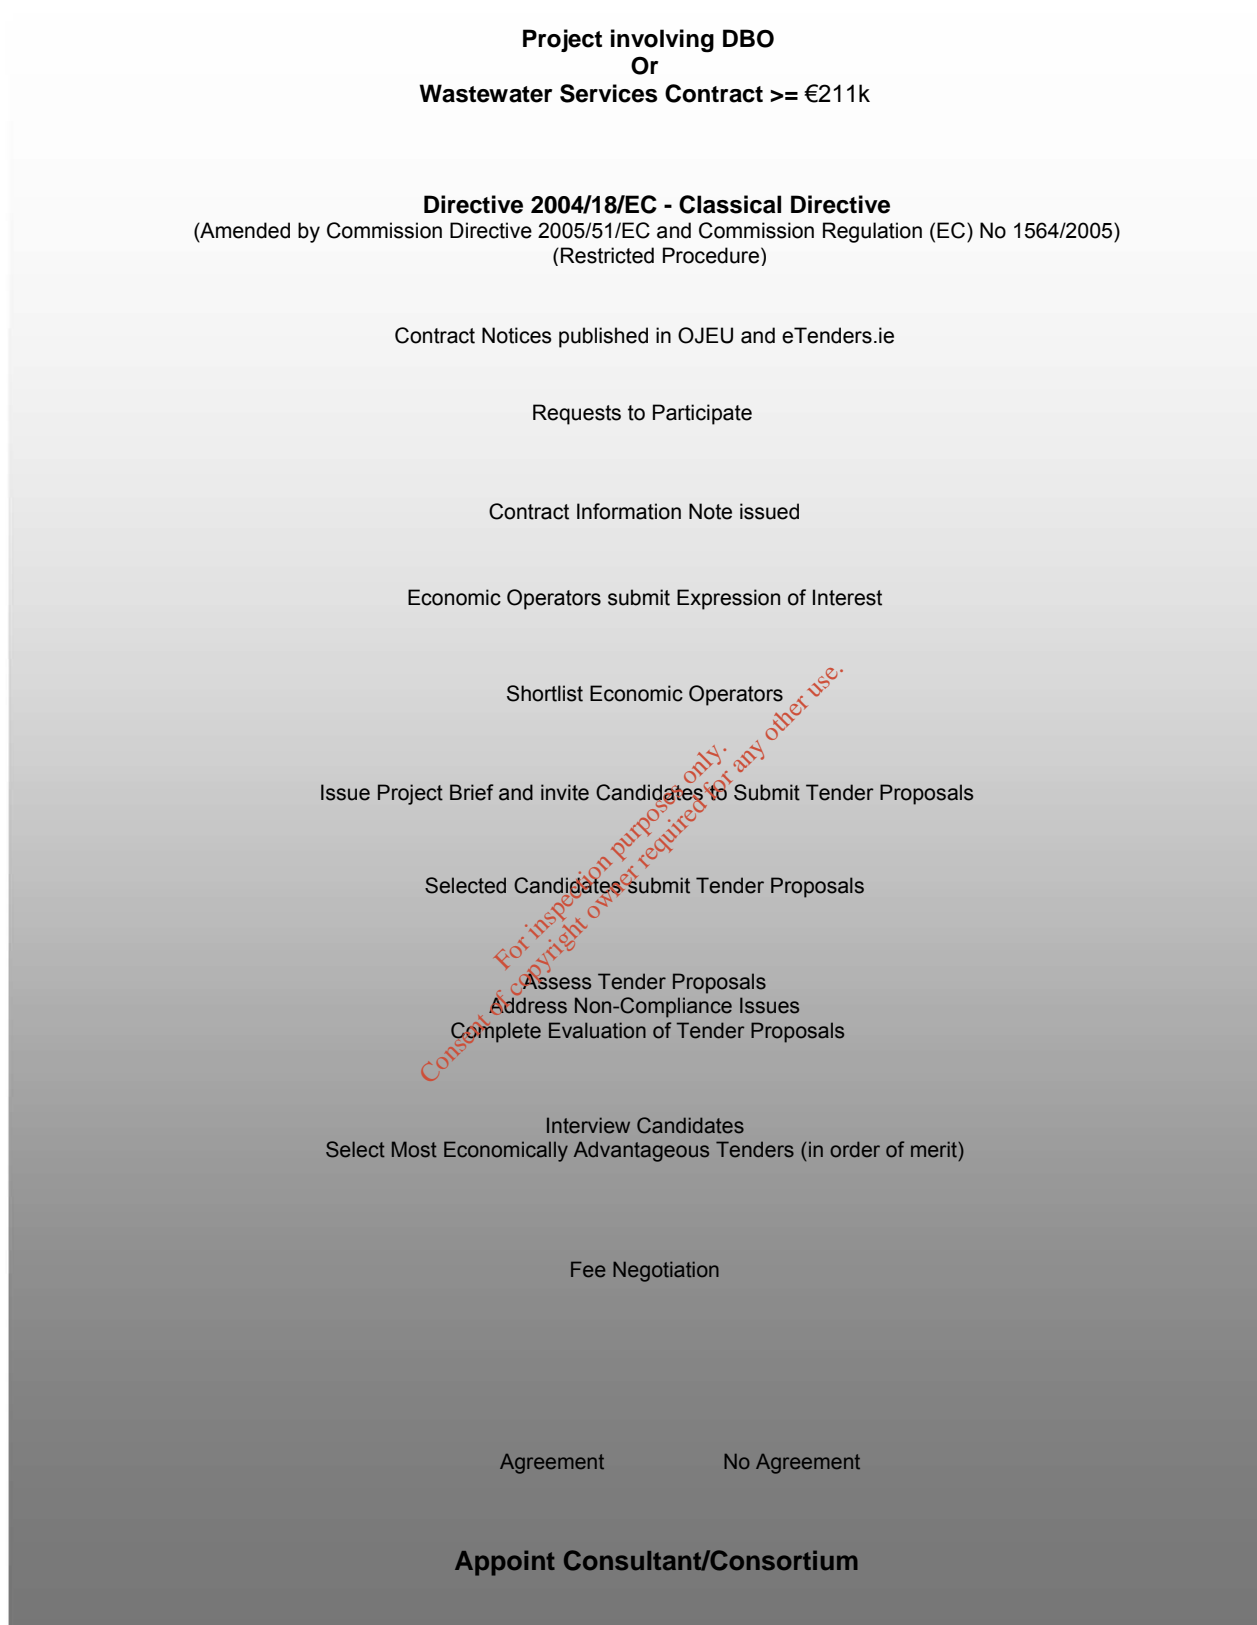 Project involving DBO
Or
Wastewater Services Contract >= €211k
Directive 2004/18/EC - Classical Directive
(Amended by Commission Directive 2005/51/EC and Commission Regulation (EC) No 1564/2005)
(Restricted Procedure)
Contract Notices published in OJEU and eTenders.ie
Requests to Participate
Contract Information Note issued
Economic Operators submit Expression of Interest
Shortlist Economic Operators
Issue Project Brief and invite Candidates to Submit Tender Proposals
Selected Candidates submit Tender Proposals
Assess Tender Proposals
Address Non-Compliance Issues
Complete Evaluation of Tender Proposals
Interview Candidates
Select Most Economically Advantageous Tenders (in order of merit)
Fee Negotiation
Agreement No Agreement
Appoint Consultant/Consortium
For inspection purposes only.
Consent of copyright owner required for any other use.